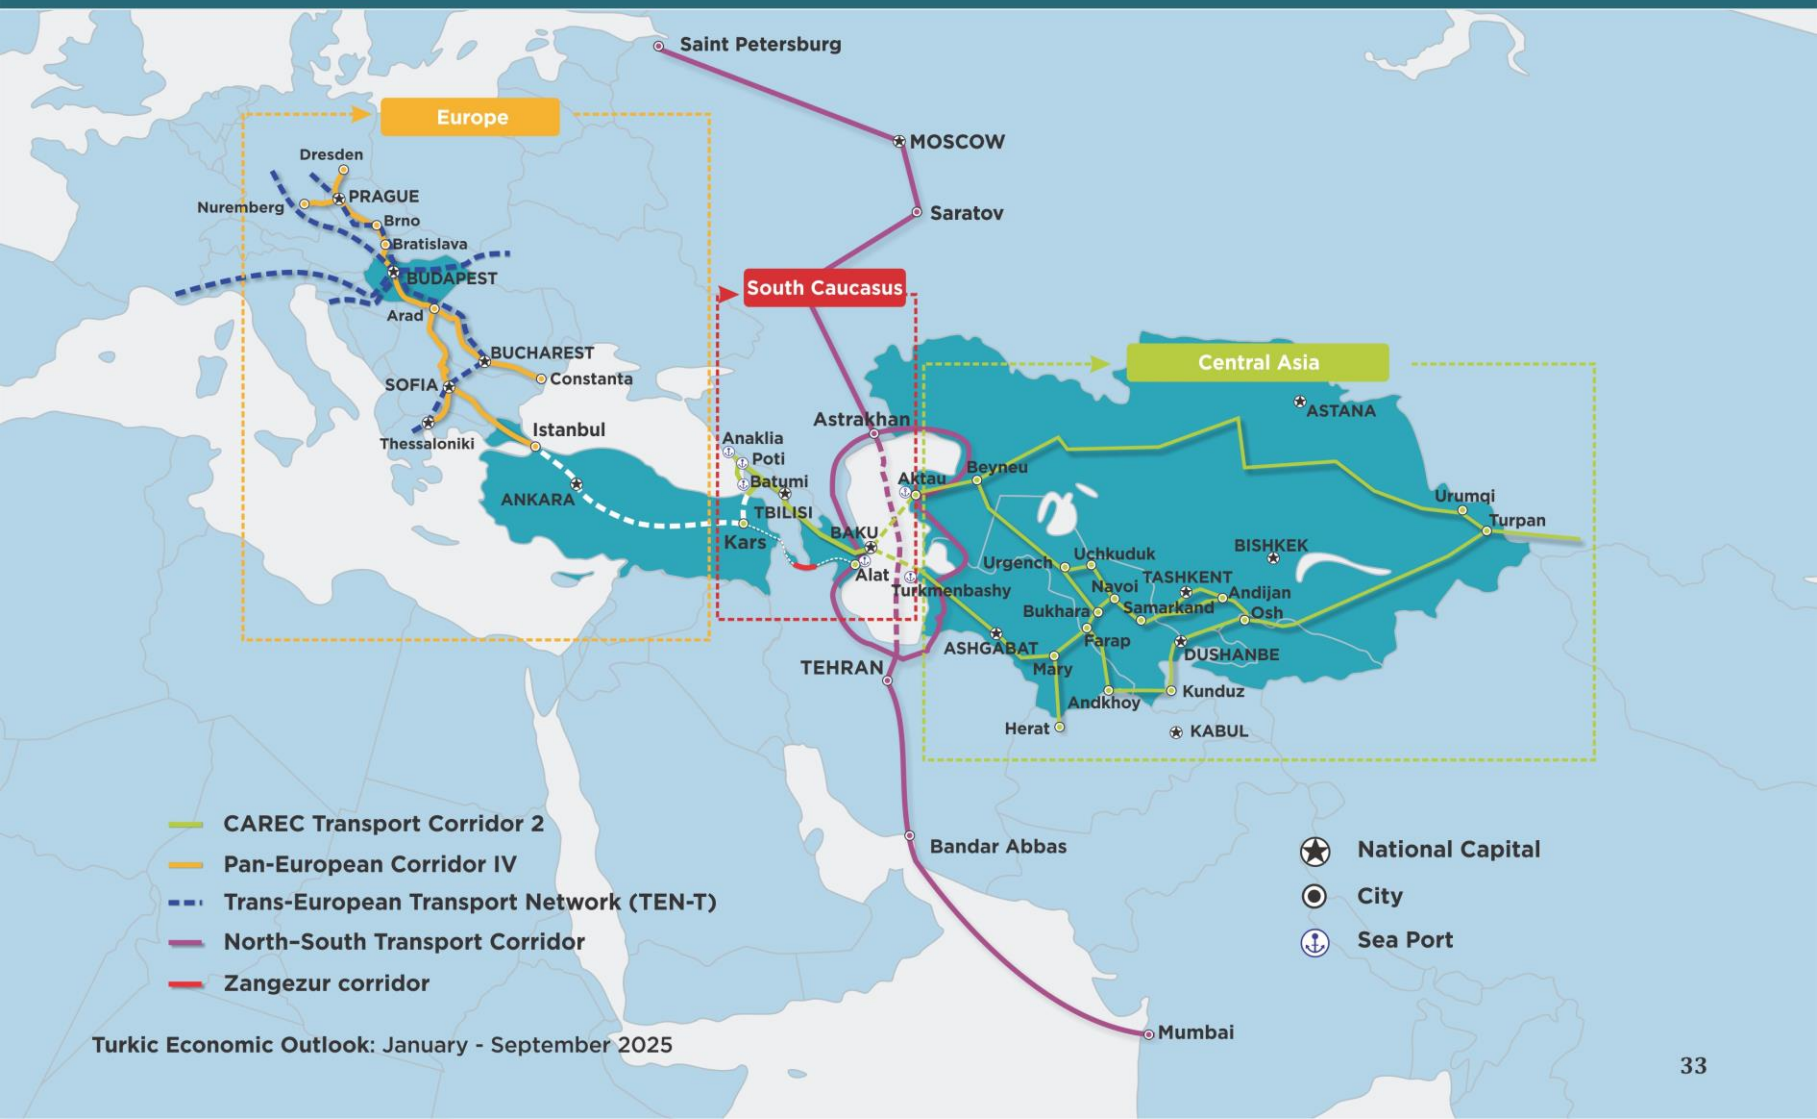 Saint Petersburg
MOSCOW
Saratov
Europe
Dresden
PRAGUE
Nuremberg
Brno
Bratislava
BUDAPEST
Arad
BUCHAREST
Constanta
SOFIA
Thessaloniki
Istanbul
ANKARA
South Caucasus
Astrakhan
Anaklia
Poti
Batumi
TBILISI
Kars
BAKU
Alat
Central Asia
ASTANA
Aktau
Beyneu
Urumqi
Turpan
BISHKEK
Urgench
Uchkuduk
Turkmenbashy
Navoi
TASHKENT
Andijan
Bukhara
Samarkand
Osh
ASHGABAT
Farap
DUSHANBE
Mary
Andkhoy
Kunduz
Herat
KABUL
TEHRAN
Bandar Abbas
Mumbai
CAREC Transport Corridor 2
Pan-European Corridor IV
Trans-European Transport Network (TEN-T)
North–South Transport Corridor
Zangezur corridor
National Capital
City
Sea Port
Turkic Economic Outlook: January - September 2025
33